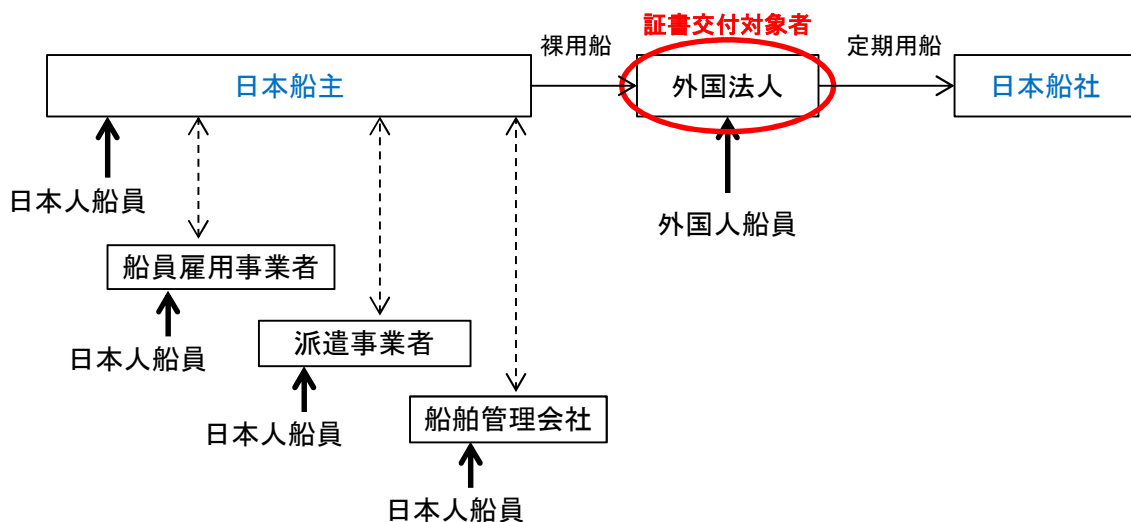 証書交付対象者
裸用船
定期用船
日本船主
外国法人
日本船社
日本人船員
外国人船員
船員雇用事業者
日本人船員
派遣事業者
日本人船員
船舶管理会社
日本人船員